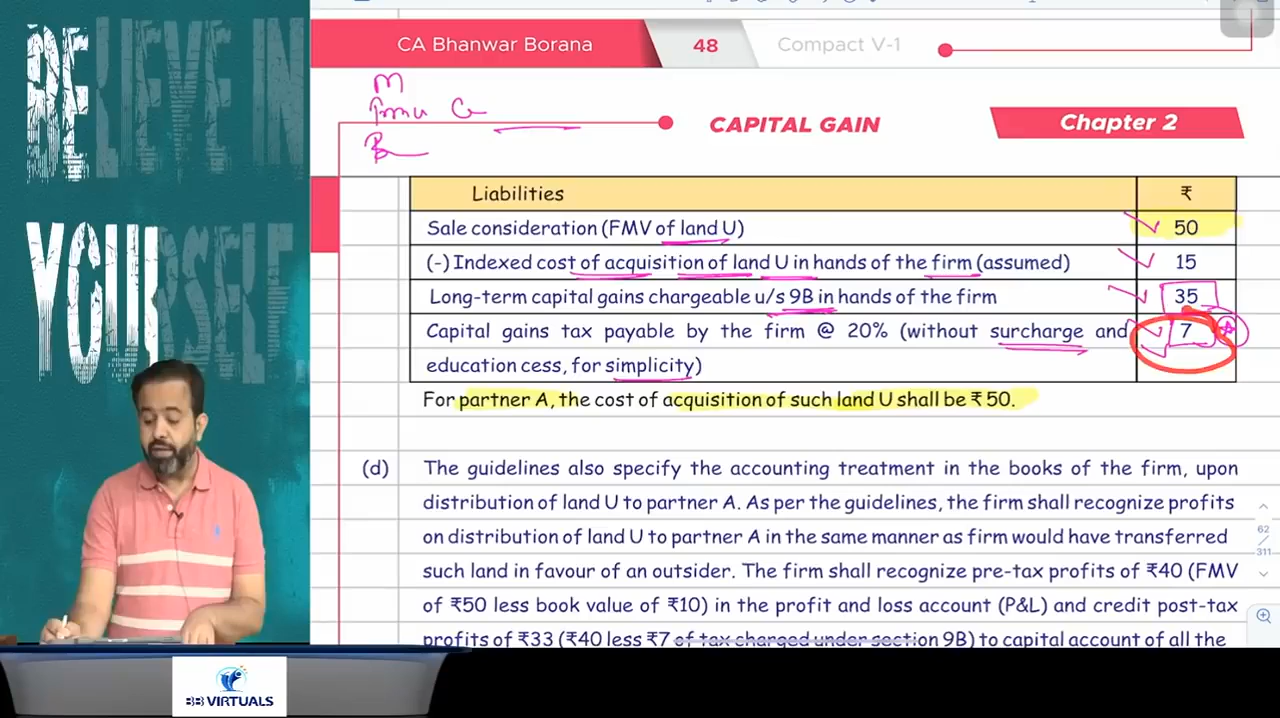 BELIEVE IN
YOURSELF
CA Bhanwar Borana
48
Compact V-1
M
B
CAPITAL GAIN
Chapter 2
Liabilities ₹
Sale consideration (FMV of land U) 50
(-) Indexed cost of acquisition of land U in hands of the firm (assumed) 15
Long-term capital gains chargeable u/s 9B in hands of the firm 35
Capital gains tax payable by the firm @ 20% (without surcharge and 7
education cess, for simplicity)
For partner A, the cost of acquisition of such land U shall be ₹ 50.
(d) The guidelines also specify the accounting treatment in the books of the firm, upon
distribution of land U to partner A. As per the guidelines, the firm shall recognize profits
on distribution of land U to partner A in the same manner as firm would have transferred
such land in favour of an outsider. The firm shall recognize pre-tax profits of ₹40 (FMV
of ₹50 less book value of ₹10) in the profit and loss account (P&L) and credit post-tax
profits of ₹33 (₹40 less ₹7 of tax charged under section 9B) to capital account of all the
62
/
311
BB VIRTUALS